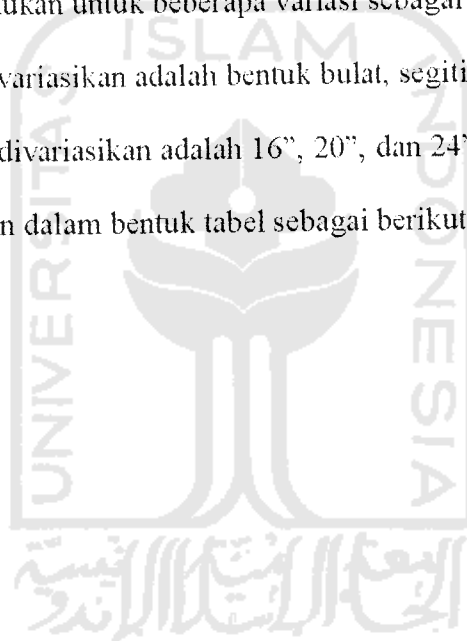 ukan untuk beberapa variasi sebagai
ISLAM
variasikan adalah bentuk bulat, segiti
divariasikan adalah 16”, 20”, dan 24”
n dalam bentuk tabel sebagai berikut
UNIVERSITAS
INDONESIA